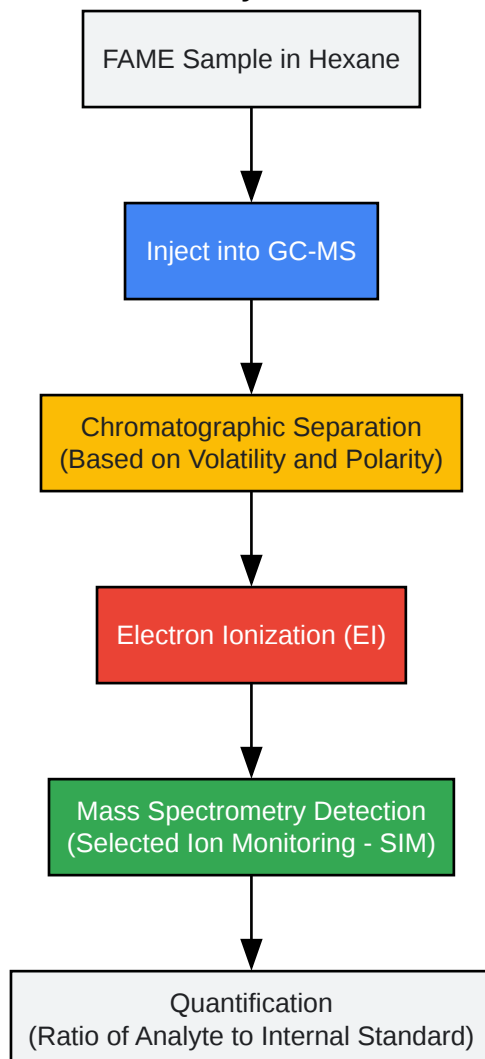 FAME Sample in Hexane
Inject into GC-MS
Chromatographic Separation
(Based on Volatility and Polarity)
Electron Ionization (EI)
Mass Spectrometry Detection
(Selected Ion Monitoring - SIM)
Quantification
(Ratio of Analyte to Internal Standard)